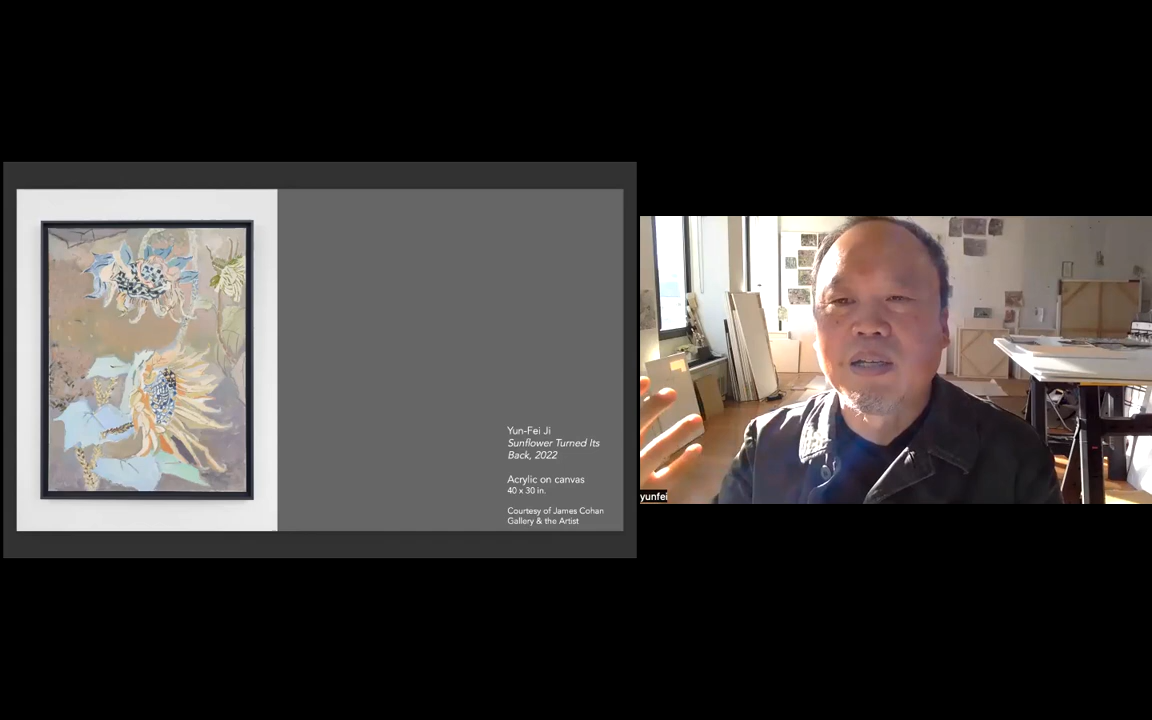 Yun-Fei Ji
Sunflower Turned Its
Back, 2022
Acrylic on canvas
40 x 30 in.
Courtesy of James Cohan
Gallery & the Artist
yunfei